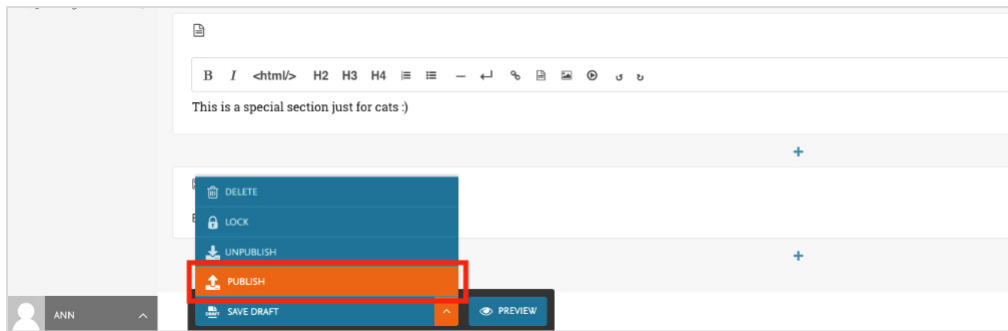 B I <html/> H2 H3 H4
This is a special section just for cats :)
+
DELETE
LOCK
UNPUBLISH
+
PUBLISH
ANN
DRAFT SAVE DRAFT
PREVIEW